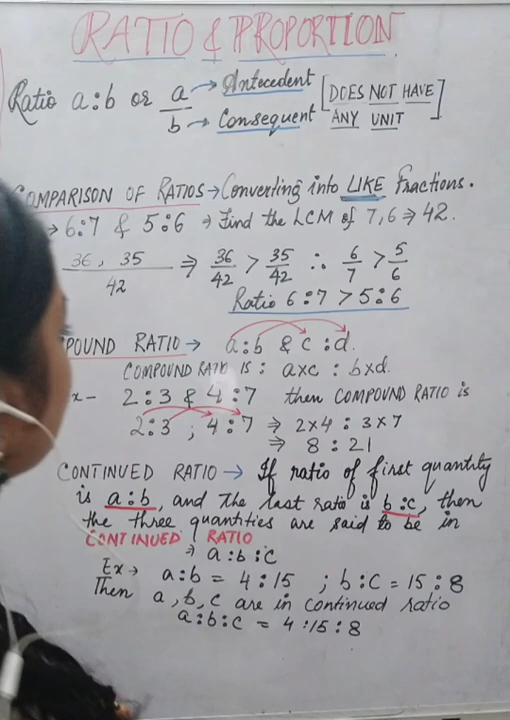 RATIO & PROPORTION
Ratio a:b or a/b → Antecedent → Consequent [DOES NOT HAVE ANY UNIT]
COMPARISON OF RATIOS → Converting into LIKE Fractions.
→ 6:7 & 5:6 → Find the LCM of 7,6 ⇒ 42.
36, 35 / 42 ⇒ 36/42 > 35/42 ∴ 6/7 > 5/6
Ratio 6:7 > 5:6
POUND RATIO → a:b & c:d.
COMPOUND RATIO IS: axc : bxd.
x- 2:3 & 4:7 then COMPOUND RATIO is
2:3 ; 4:7 ⇒ 2x4 : 3x7
⇒ 8 : 21
CONTINUED RATIO → If ratio of first quantity
is a:b, and the last ratio is b:c, then
the three quantities are said to be in
CONTINUED RATIO
→ a:b:c
Ex → a:b = 4:15 ; b:c = 15:8
Then a,b,c are in continued ratio
a:b:c = 4:15:8